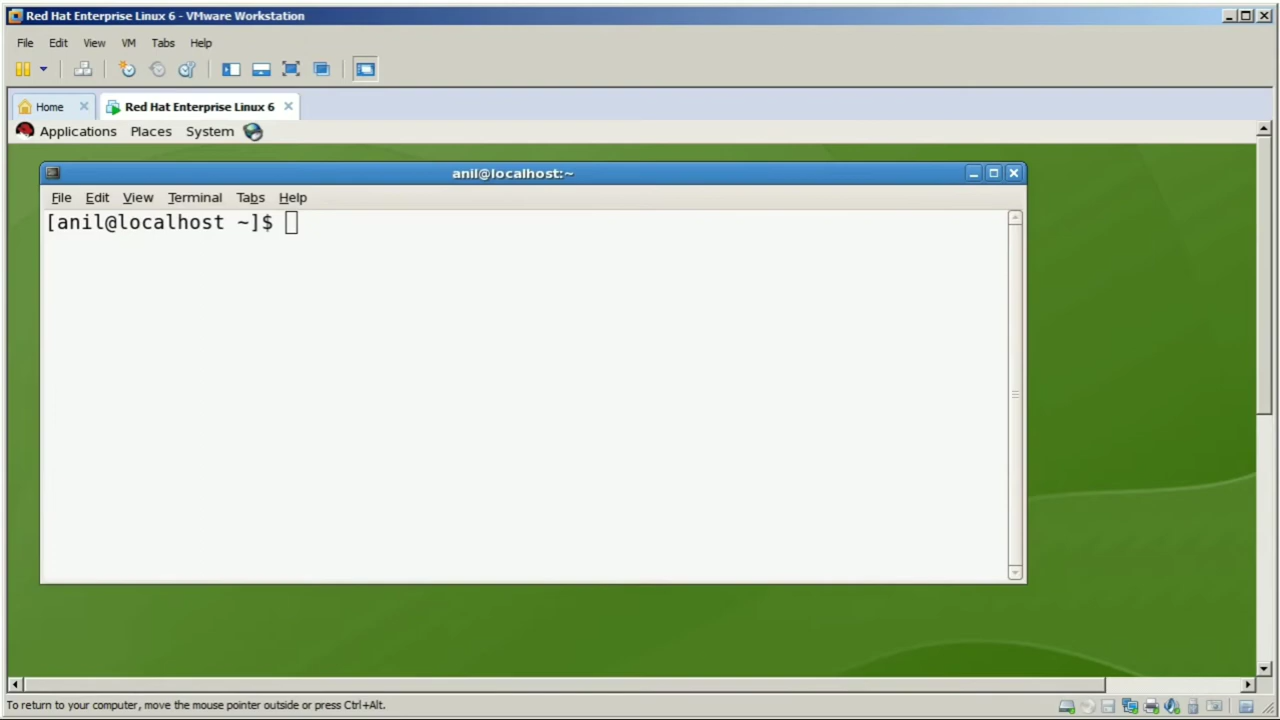 Red Hat Enterprise Linux 6 - VMware Workstation
File Edit View VM Tabs Help
Home Red Hat Enterprise Linux 6
Applications Places System
anil@localhost:~
File Edit View Terminal Tabs Help
[anil@localhost ~]$
To return to your computer, move the mouse pointer outside or press Ctrl+Alt.